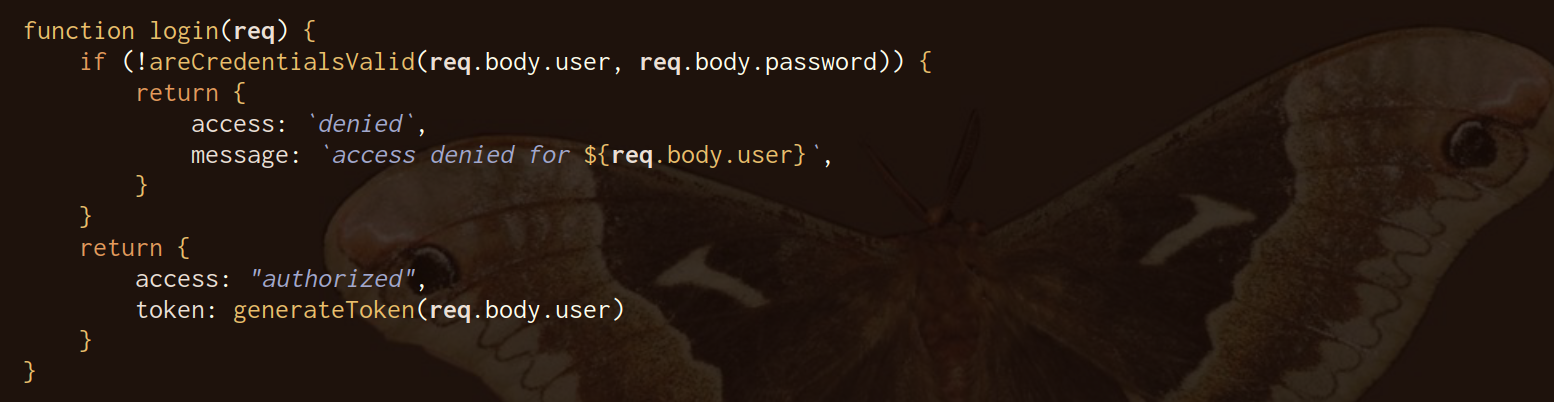 function login(req) {
    if (!areCredentialsValid(req.body.user, req.body.password)) {
        return {
            access: `denied`,
            message: `access denied for ${req.body.user}`,
        }
    }
    return {
        access: "authorized",
        token: generateToken(req.body.user)
    }
}